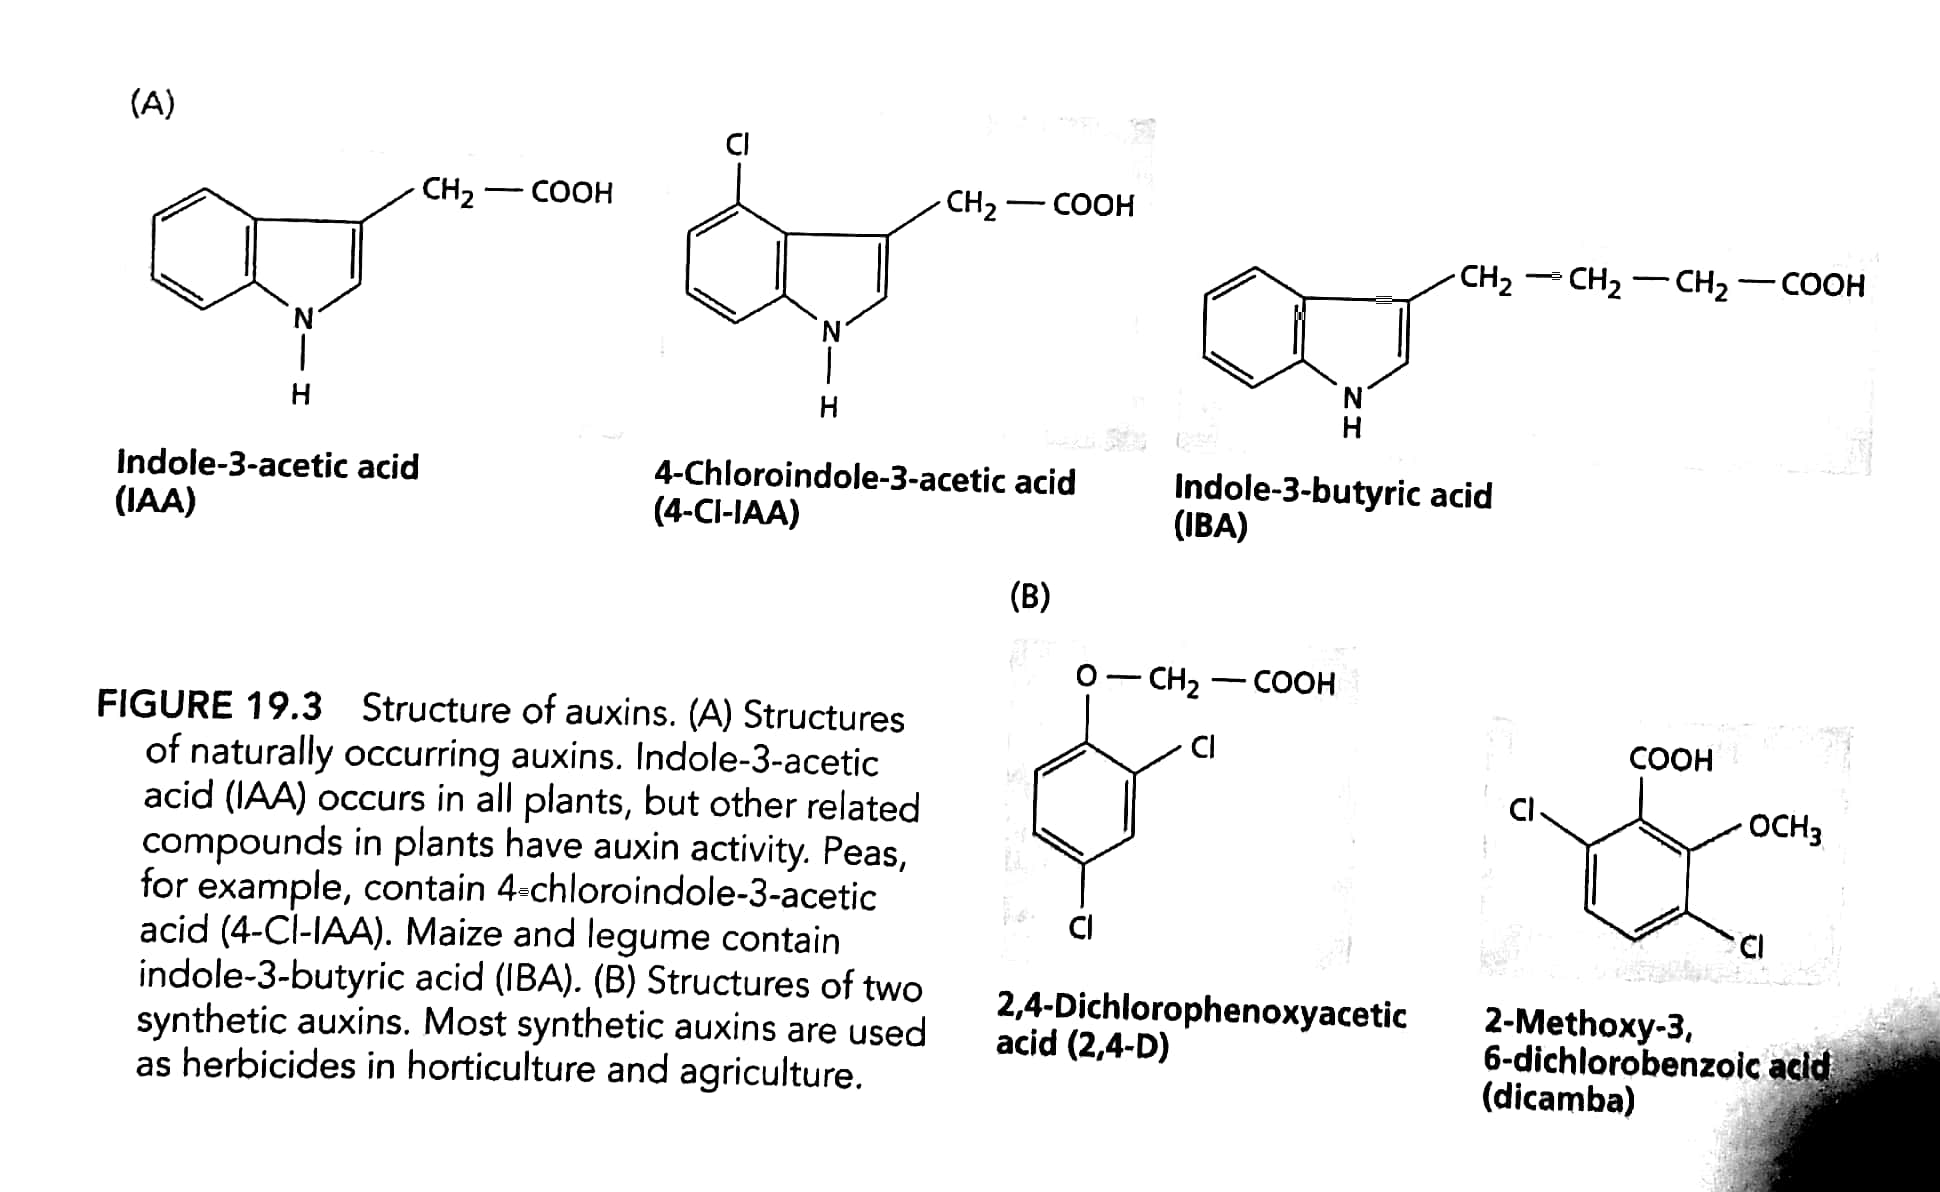 (A)
CH2 — COOH
N
H
Indole-3-acetic acid
(IAA)
Cl
CH2 — COOH
N
H
4-Chloroindole-3-acetic acid
(4-Cl-IAA)
CH2 — CH2 — CH2 — COOH
N
H
Indole-3-butyric acid
(IBA)
(B)
O — CH2 — COOH
Cl
Cl
2,4-Dichlorophenoxyacetic
acid (2,4-D)
COOH
Cl
OCH3
Cl
2-Methoxy-3,
6-dichlorobenzoic acid
(dicamba)
FIGURE 19.3 Structure of auxins. (A) Structures
of naturally occurring auxins. Indole-3-acetic
acid (IAA) occurs in all plants, but other related
compounds in plants have auxin activity. Peas,
for example, contain 4-chloroindole-3-acetic
acid (4-Cl-IAA). Maize and legume contain
indole-3-butyric acid (IBA). (B) Structures of two
synthetic auxins. Most synthetic auxins are used
as herbicides in horticulture and agriculture.